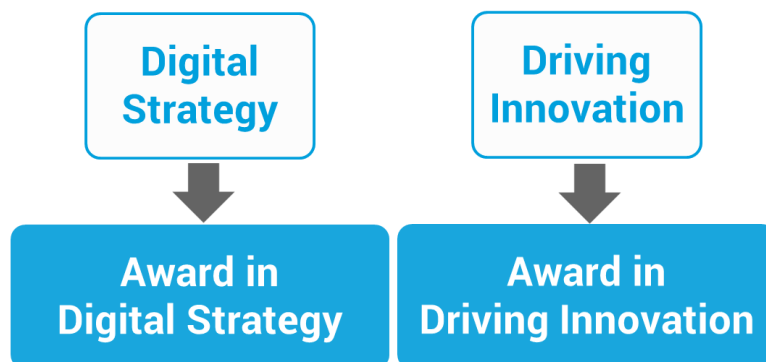 Digital
Strategy
Driving
Innovation
Award in
Digital Strategy
Award in
Driving Innovation